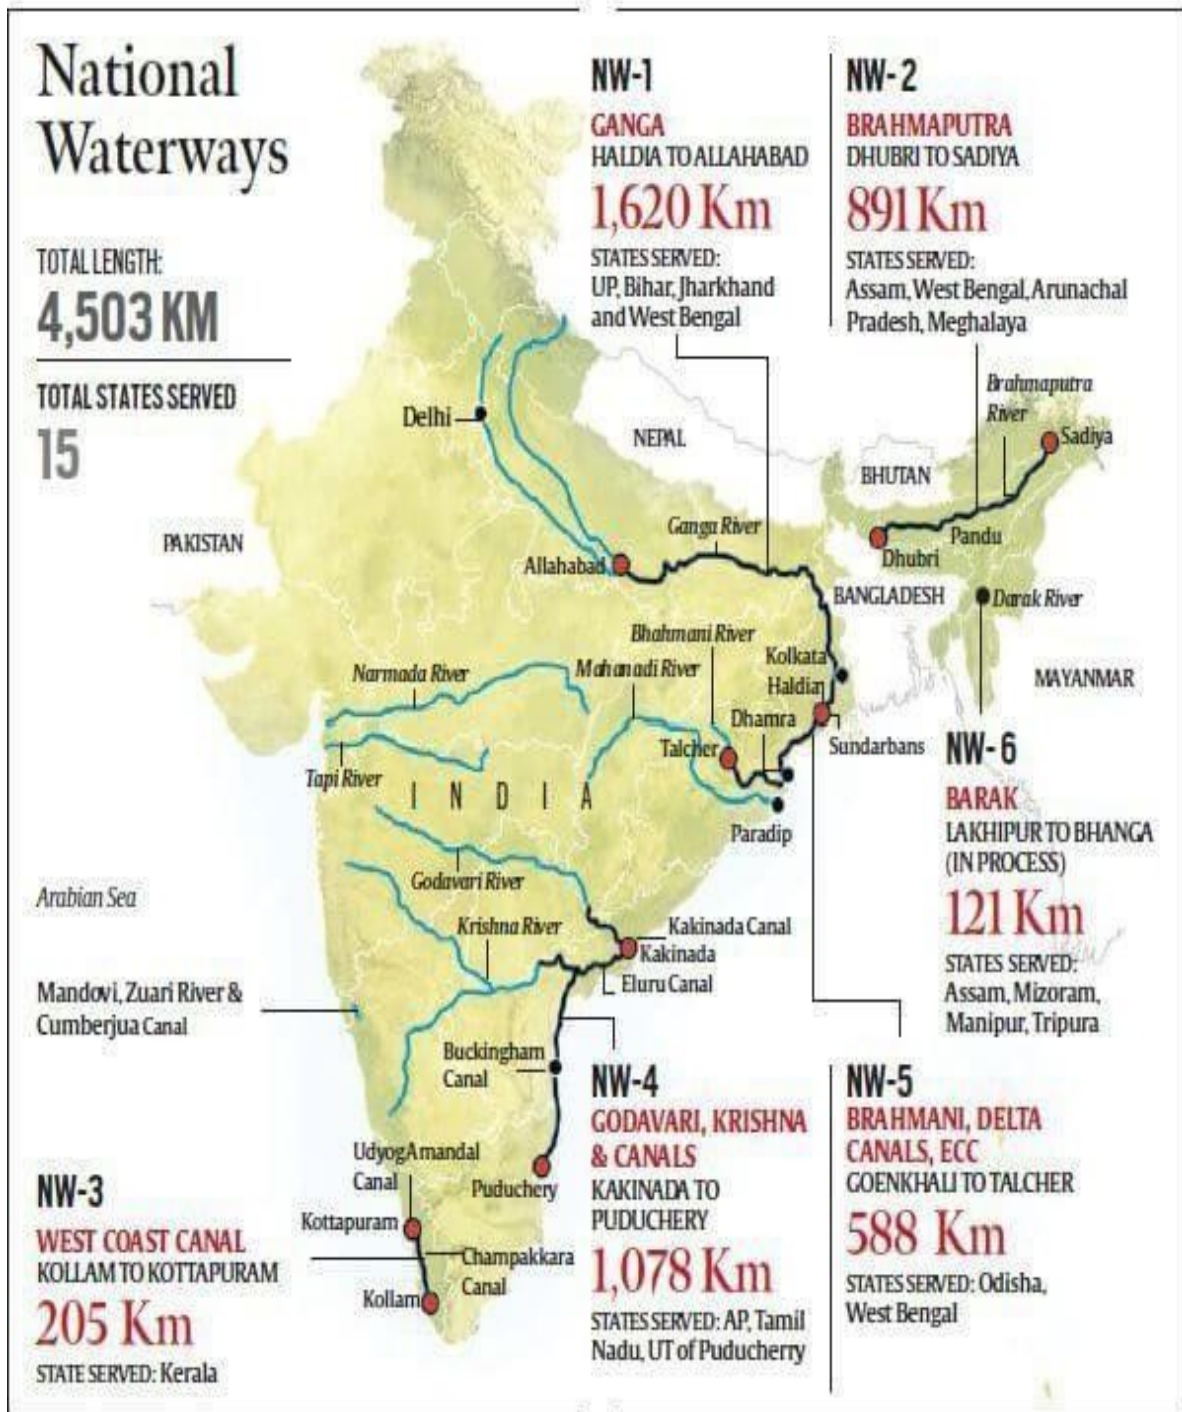 National
Waterways
TOTAL LENGTH:
4,503 KM
TOTAL STATES SERVED
15
NW-1
GANGA
HALDIA TO ALLAHABAD
1,620 Km
STATES SERVED:
UP, Bihar, Jharkhand
and West Bengal
NW-2
BRAHMAPUTRA
DHUBRI TO SADIYA
891 Km
STATES SERVED:
Assam, West Bengal, Arunachal
Pradesh, Meghalaya
Brahmaputra
River
Delhi
NEPAL
Sadiya
BHUTAN
PAKISTAN
Ganga River
Pandu
Dhubri
Allahabad
BANGLADESH
Darak River
Bhahmani River
Narmada River
Mahanadi River
Kolkata
Haldia
MAYANMAR
Dhamra
Talcher
Sundarbans
Tapi River
INDIA
Paradip
NW-6
BARAK
LAKHIPUR TO BHANGA
(IN PROCESS)
121 Km
STATES SERVED:
Assam, Mizoram,
Manipur, Tripura
Godavari River
Arabian Sea
Krishna River
Kakinada Canal
Kakinada
Eluru Canal
Mandovi, Zuari River &
Cumberjua Canal
Buckingham
Canal
NW-4
GODAVARI, KRISHNA
& CANALS
KAKINADA TO
PUDUCHERY
1,078 Km
STATES SERVED: AP, Tamil
Nadu, UT of Puducherry
NW-5
BRAHMANI, DELTA
CANALS, ECC
GOENKHALI TO TALCHER
588 Km
STATES SERVED: Odisha,
West Bengal
UdyogAmandal
Canal
Puduchery
Kottapuram
Champakkara
Canal
Kollam
NW-3
WEST COAST CANAL
KOLLAM TO KOTTAPURAM
205 Km
STATE SERVED: Kerala